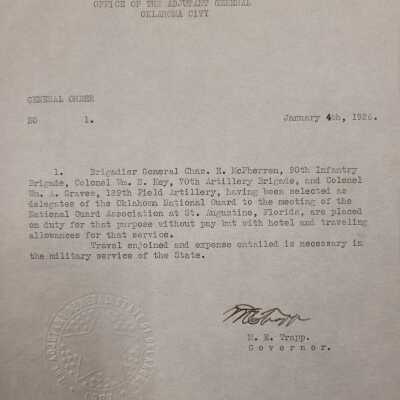 OFFICE OF THE ADJUTANT GENERAL
OKLAHOMA CITY
GENERAL ORDER
NO 1.
January 4th, 1926.
1. Brigadier General Chas. E. McPherren, 90th Infantry
Brigade, Colonel Wm. S. Key, 70th Artillery Brigade, and Colonel
Wm. A. Graves, 189th Field Artillery, having been selected as
delegates of the Oklahoma National Guard to the meeting of the
National Guard Association at St. Augustine, Florida, are placed
on duty for that purpose without pay but with hotel and traveling
allowances for that service.
Travel enjoined and expense entailed is necessary in
the military service of the State.
M E Trapp
M. E. Trapp.
Governor.